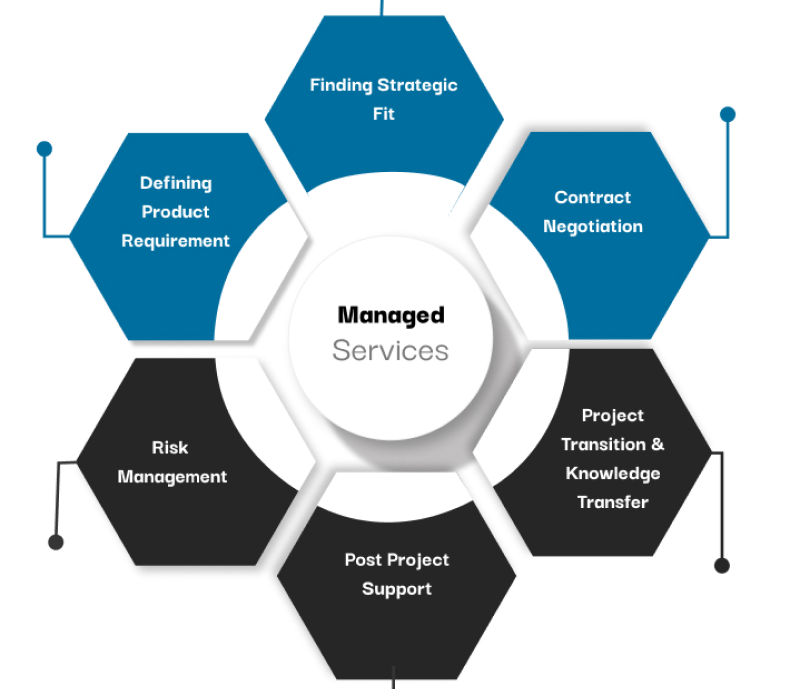 Finding Strategic
Fit
Defining
Product
Requirement
Contract
Negotiation
Managed
Services
Risk
Management
Project
Transition &
Knowledge
Transfer
Post Project
Support